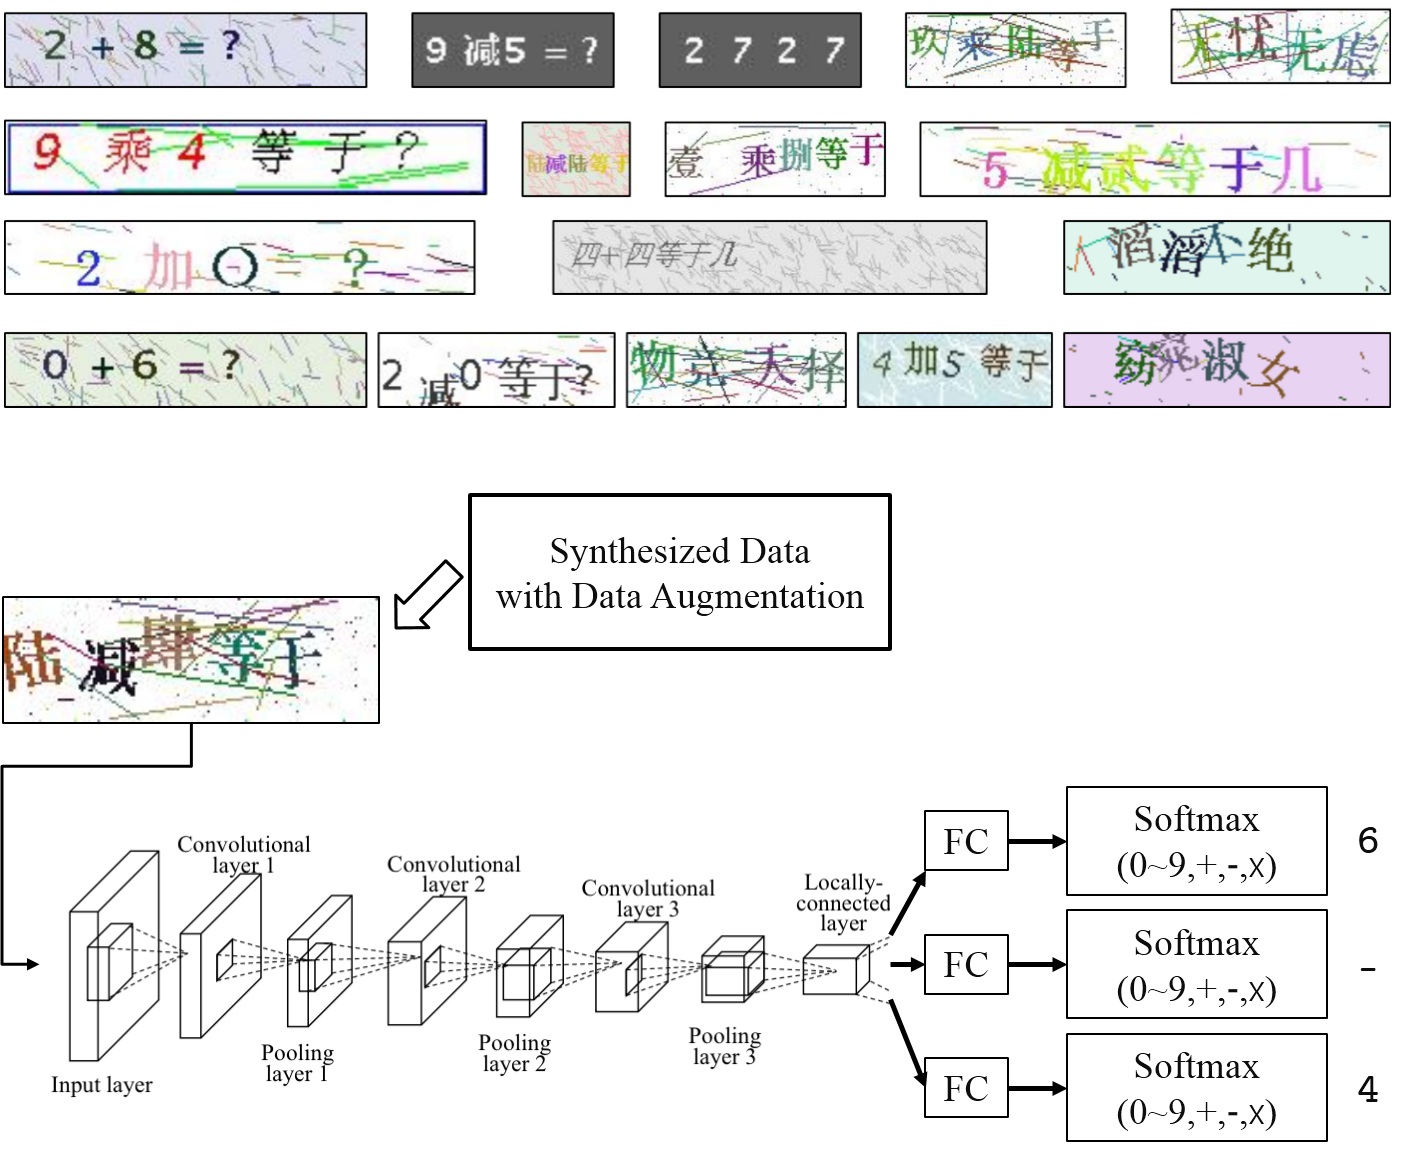 2 + 8 = ?
9 减 5 = ?
2 7 2 7
玖乘陆等于
无忧无虑
9 乘 4 等于?
陆减陆等于
壹乘捌等于
5减贰等于几
2 加 = ?
四+四等于几
滔滔不绝
0 + 6 = ?
2 减 0 等于?
物竞天择
4加5等于
窈窕淑女
Synthesized Data
with Data Augmentation
陆减肆等于
Convolutional
layer 1
Convolutional
layer 2
Convolutional
layer 3
Locally-
connected
layer
Input layer
Pooling
layer 1
Pooling
layer 2
Pooling
layer 3
FC
Softmax
(0~9,+,-,x)
6
FC
Softmax
(0~9,+,-,x)
-
FC
Softmax
(0~9,+,-,x)
4